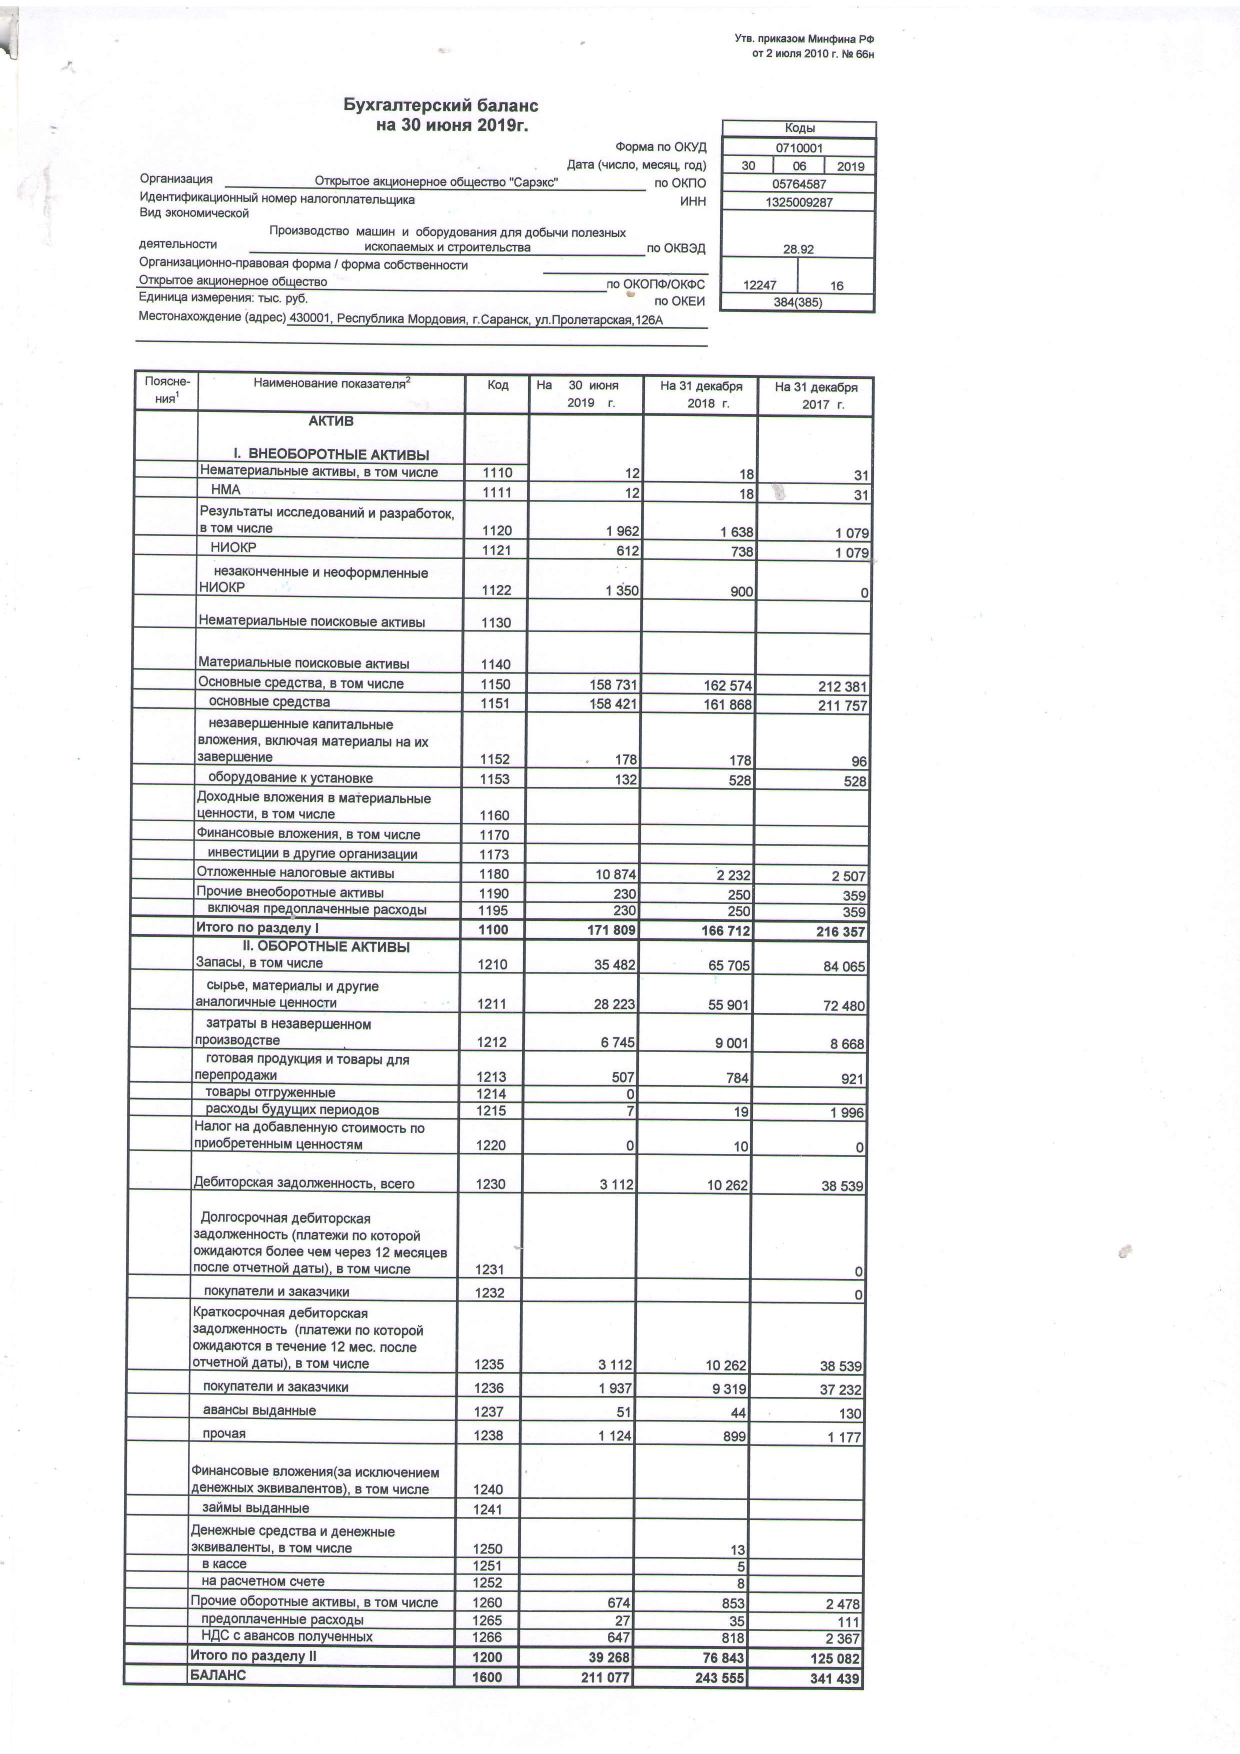 Утв. приказом Минфина РФ
от 2 июля 2010 г. № 66н
Бухгалтерский баланс
на 30 июня 2019г.
Коды
Форма по ОКУД 0710001
Дата (число, месяц, год) 30 06 2019
Организация Открытое акционерное общество "Сарэкс" по ОКПО 05764587
Идентификационный номер налогоплательщика ИНН 1325009287
Вид экономической
Производство машин и оборудования для добычи полезных
деятельности ископаемых и строительства по ОКВЭД 28.92
Организационно-правовая форма / форма собственности
Открытое акционерное общество по ОКОПФ/ОКФС 12247 16
Единица измерения: тыс. руб. по ОКЕИ 384(385)
Местонахождение (адрес) 430001, Республика Мордовия, г.Саранск, ул.Пролетарская,126А
Поясне- Наименование показателя2 Код На 30 июня На 31 декабря На 31 декабря
ния1 2019 г. 2018 г. 2017 г.
АКТИВ
I. ВНЕОБОРОТНЫЕ АКТИВЫ
Нематериальные активы, в том числе 1110 12 18 31
НМА 1111 12 18 31
Результаты исследований и разработок,
в том числе 1120 1 962 1 638 1 079
НИОКР 1121 612 738 1 079
незаконченные и неоформленные
НИОКР 1122 1 350 900 0
Нематериальные поисковые активы 1130
Материальные поисковые активы 1140
Основные средства, в том числе 1150 158 731 162 574 212 381
основные средства 1151 158 421 161 868 211 757
незавершенные капитальные
вложения, включая материалы на их
завершение 1152 178 178 96
оборудование к установке 1153 132 528 528
Доходные вложения в материальные
ценности, в том числе 1160
Финансовые вложения, в том числе 1170
инвестиции в другие организации 1173
Отложенные налоговые активы 1180 10 874 2 232 2 507
Прочие внеоборотные активы 1190 230 250 359
включая предоплаченные расходы 1195 230 250 359
Итого по разделу I 1100 171 809 166 712 216 357
II. ОБОРОТНЫЕ АКТИВЫ
Запасы, в том числе 1210 35 482 65 705 84 065
сырье, материалы и другие
аналогичные ценности 1211 28 223 55 901 72 480
затраты в незавершенном
производстве 1212 6 745 9 001 8 668
готовая продукция и товары для
перепродажи 1213 507 784 921
товары отгруженные 1214 0
расходы будущих периодов 1215 7 19 1 996
Налог на добавленную стоимость по
приобретенным ценностям 1220 0 10 0
Дебиторская задолженность, всего 1230 3 112 10 262 38 539
Долгосрочная дебиторская
задолженность (платежи по которой
ожидаются более чем через 12 месяцев
после отчетной даты), в том числе 1231 0
покупатели и заказчики 1232 0
Краткосрочная дебиторская
задолженность (платежи по которой
ожидаются в течение 12 мес. после
отчетной даты), в том числе 1235 3 112 10 262 38 539
покупатели и заказчики 1236 1 937 9 319 37 232
авансы выданные 1237 51 44 130
прочая 1238 1 124 899 1 177
Финансовые вложения(за исключением
денежных эквивалентов), в том числе 1240
займы выданные 1241
Денежные средства и денежные
эквиваленты, в том числе 1250 13
в кассе 1251 5
на расчетном счете 1252 8
Прочие оборотные активы, в том числе 1260 674 853 2 478
предоплаченные расходы 1265 27 35 111
НДС с авансов полученных 1266 647 818 2 367
Итого по разделу II 1200 39 268 76 843 125 082
БАЛАНС 1600 211 077 243 555 341 439